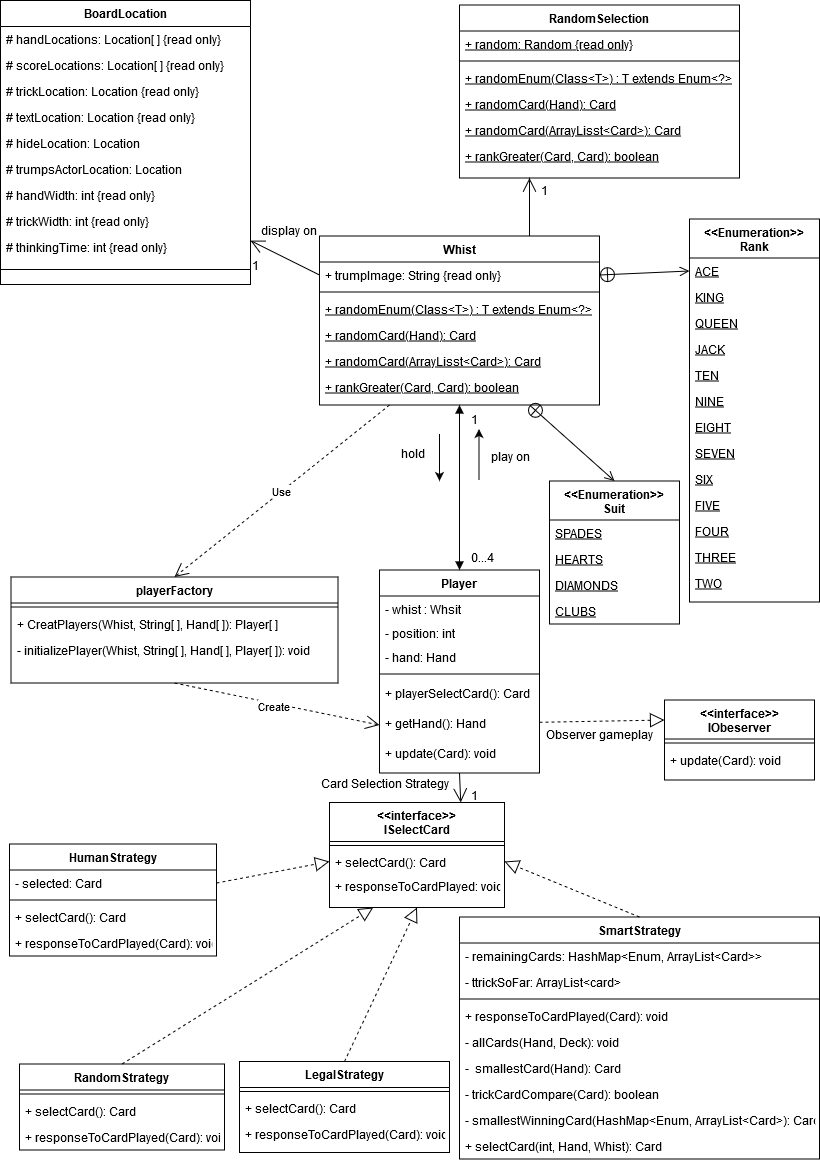 BoardLocation
# handLocations: Location[ ] {read only}
# scoreLocations: Location[ ] {read only}
# trickLocation: Location {read only}
# textLocation: Location {read only}
# hideLocation: Location
# trumpsActorLocation: Location
# handWidth: int {read only}
# trickWidth: int {read only}
# thinkingTime: int {read only}
RandomSelection
+ random: Random {read only}
+ randomEnum(Class<T>) : T extends Enum<?>
+ randomCard(Hand): Card
+ randomCard(ArrayLisst<Card>): Card
+ rankGreater(Card, Card): boolean
1
display on
1
Whist
+ trumpImage: String {read only}
+ randomEnum(Class<T>) : T extends Enum<?>
+ randomCard(Hand): Card
+ randomCard(ArrayLisst<Card>): Card
+ rankGreater(Card, Card): boolean
<<Enumeration>>
Rank
ACE
KING
QUEEN
JACK
TEN
NINE
EIGHT
SEVEN
SIX
FIVE
FOUR
THREE
TWO
1
hold
play on
0...4
Use
<<Enumeration>>
Suit
SPADES
HEARTS
DIAMONDS
CLUBS
playerFactory
+ CreatPlayers(Whist, String[ ], Hand[ ]): Player[ ]
- initializePlayer(Whist, String[ ], Hand[ ], Player[ ]): void
Create
Player
- whist : Whsit
- position: int
- hand: Hand
+ playerSelectCard(): Card
+ getHand(): Hand
+ update(Card): void
Observer gameplay
<<interface>>
IObeserver
+ update(Card): void
Card Selection Strategy
1
<<interface>>
ISelectCard
+ selectCard(): Card
+ responseToCardPlayed: voic
HumanStrategy
- selected: Card
+ selectCard(): Card
+ responseToCardPlayed(Card): voi
SmartStrategy
- remainingCards: HashMap<Enum, ArrayList<Card>>
- ttrickSoFar: ArrayList<card>
+ responseToCardPlayed(Card): void
- allCards(Hand, Deck): void
- smallestCard(Hand): Card
- trickCardCompare(Card): boolean
- smallestWinningCard(HashMap<Enum, ArrayList<Card>): Card
+ selectCard(int, Hand, Whist): Card
RandomStrategy
+ selectCard(): Card
+ responseToCardPlayed(Card): voi
LegalStrategy
+ selectCard(): Card
+ responseToCardPlayed(Card): voic